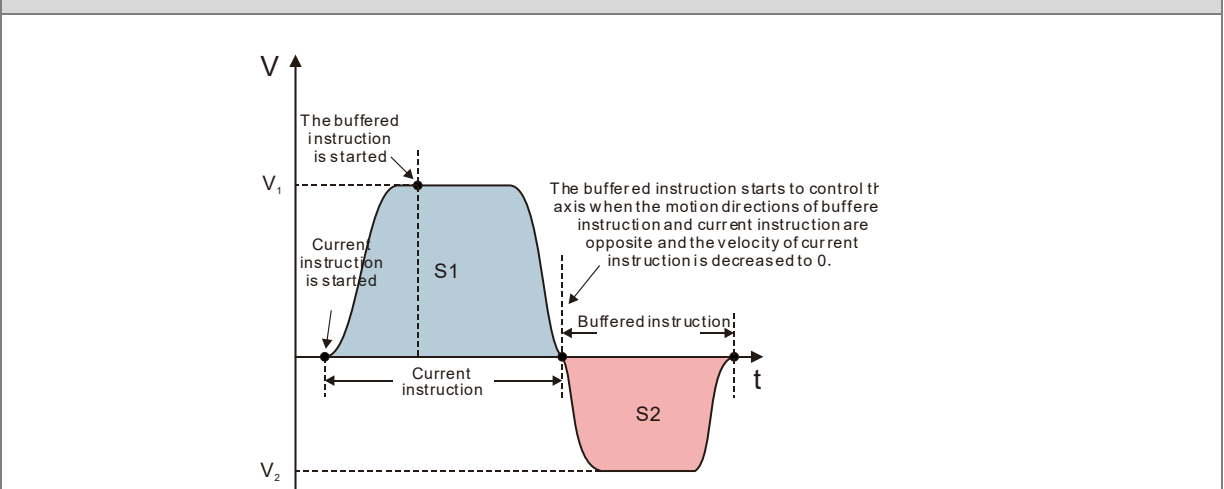 V
The buffered
instruction
is started
V1
The buffered instruction starts to control th
axis when the motion directions of buffere
instruction and current instruction are
opposite and the velocity of current
instruction is decreased to 0.
Current
instruction
is started
S1
Buffered instruction
Current
instruction
t
S2
V2